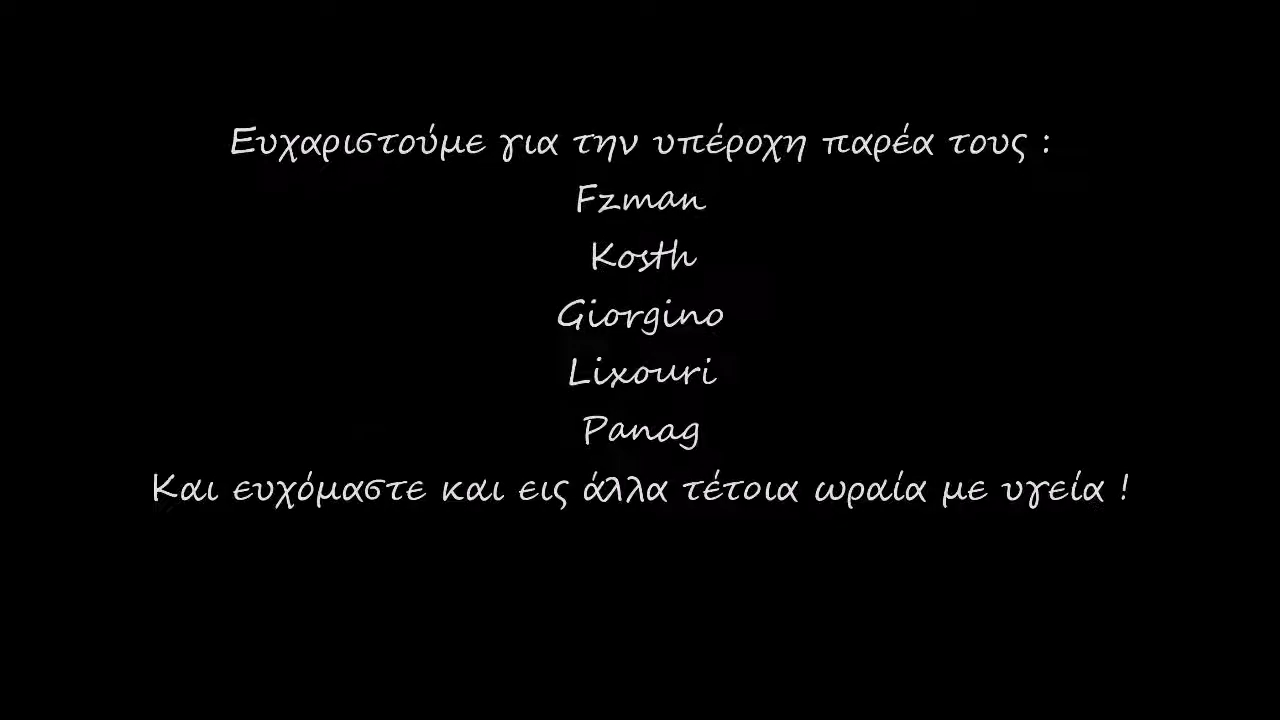 Ευχαριστούμε για την υπέροχη παρέα τους :
Fzman
Kosth
Giorgino
Lixouri
Panag
Και ευχόμαστε και εις άλλα τέτοια ωραία με υγεία !